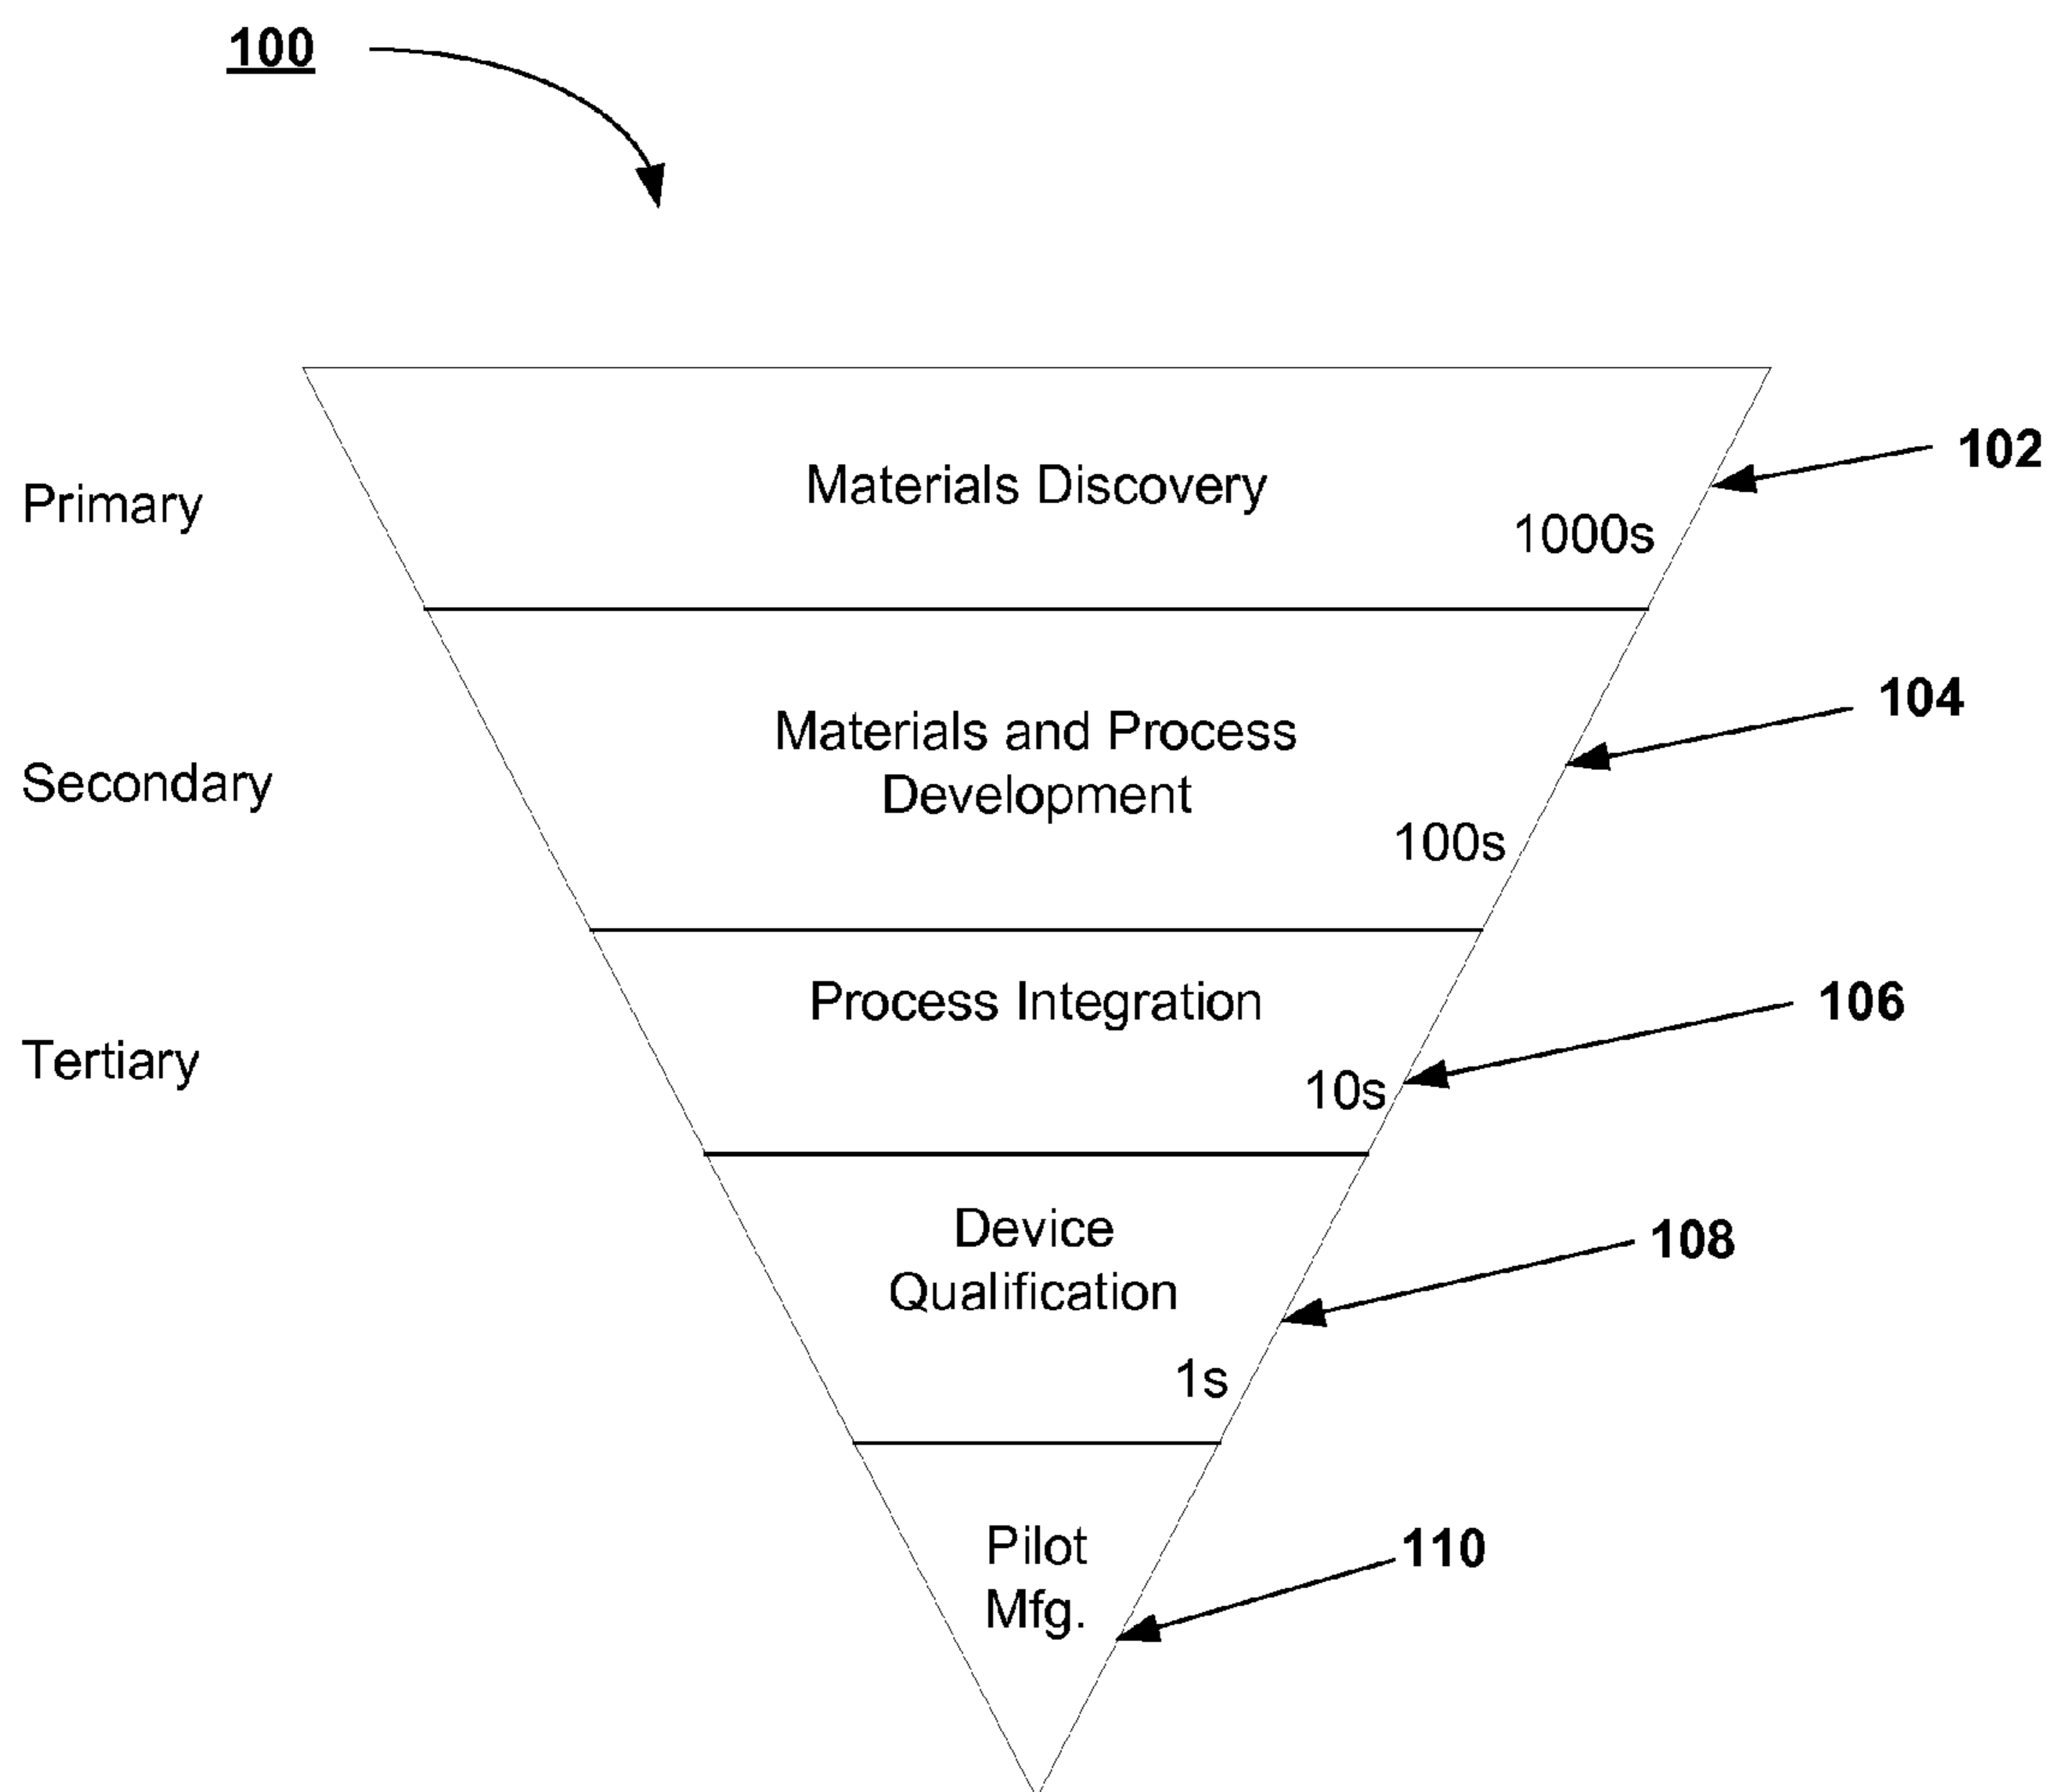 100
Materials Discovery
102
Primary
1000s
Materials and Process
Development
104
Secondary
100s
Process Integration
106
Tertiary
10s
Device
Qualification
108
1s
Pilot
Mfg.
110